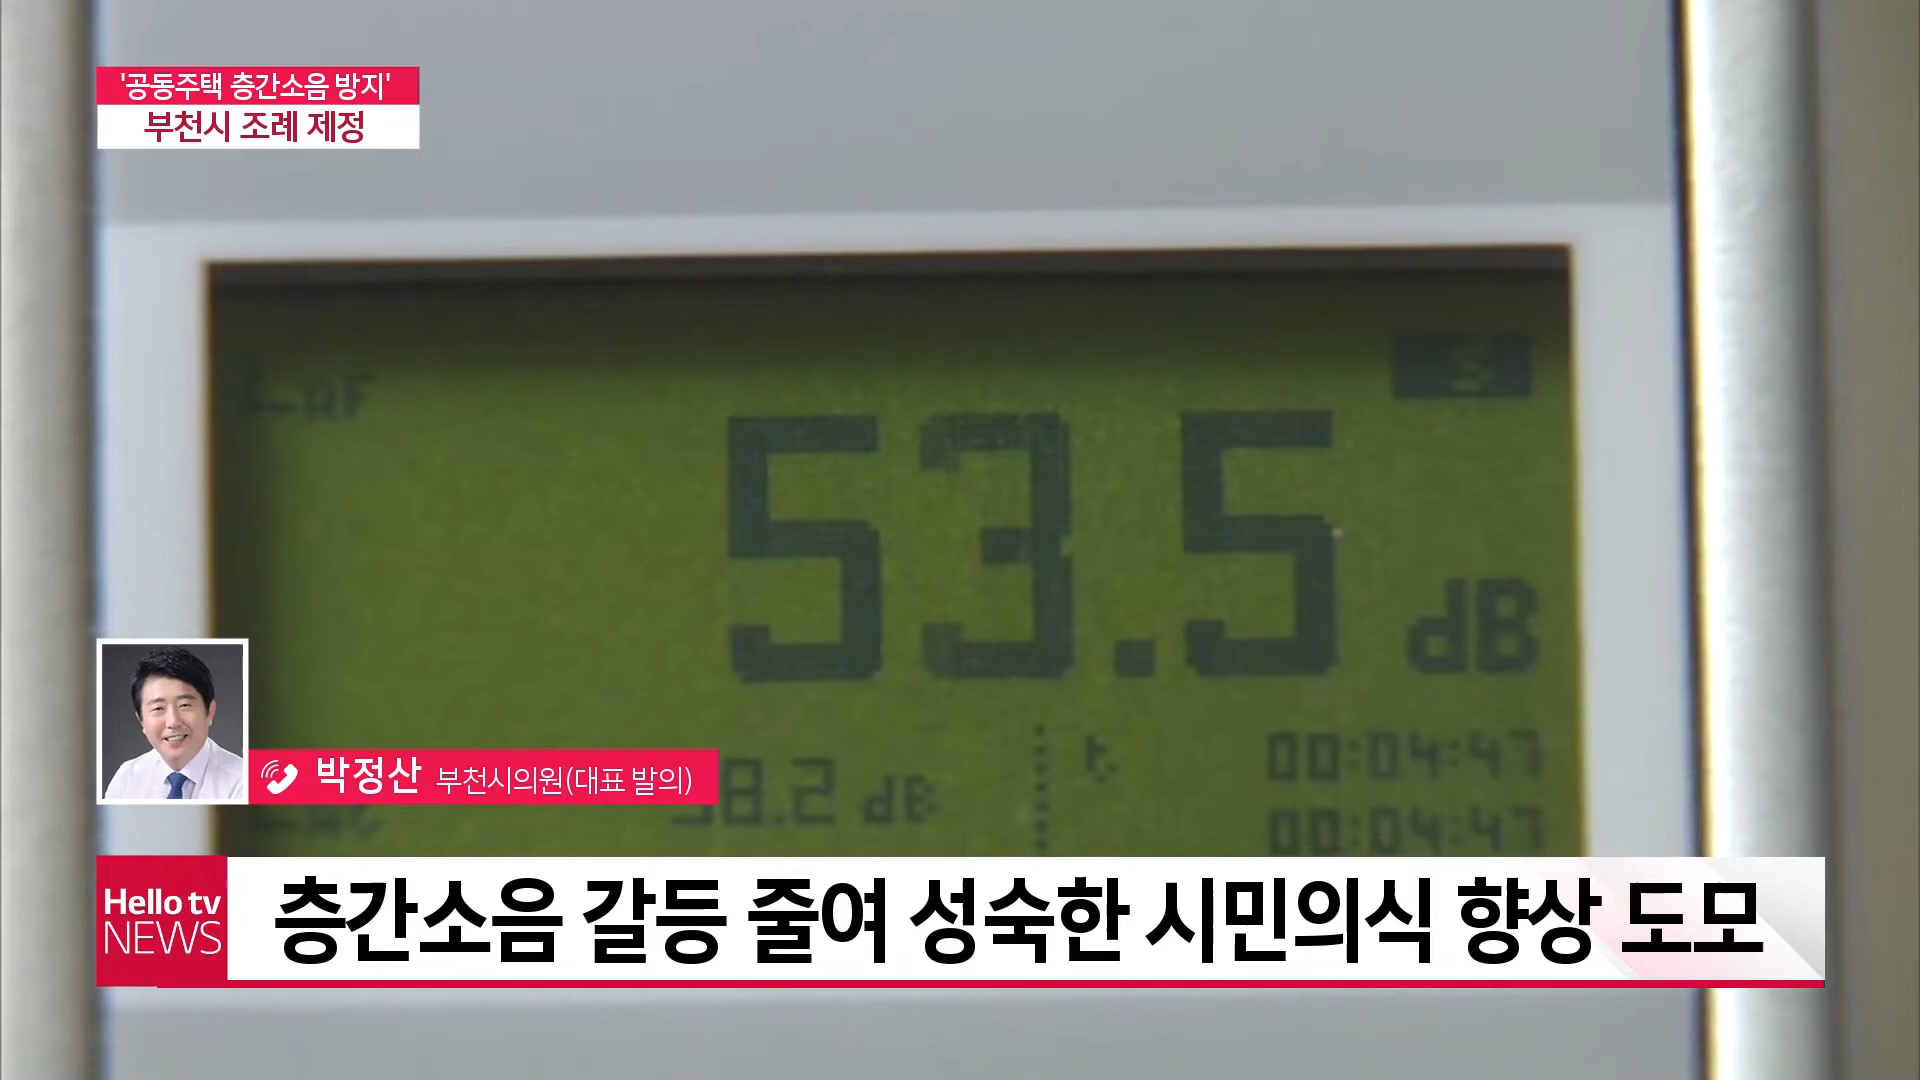 '공동주택 층간소음 방지'
부천시 조례 제정
S
53.5
dB
t
8.2 dB
00:04:47
00:04:47
박정산 부천시의원(대표 발의)
Hello tv
NEWS
층간소음 갈등 줄여 성숙한 시민의식 향상 도모